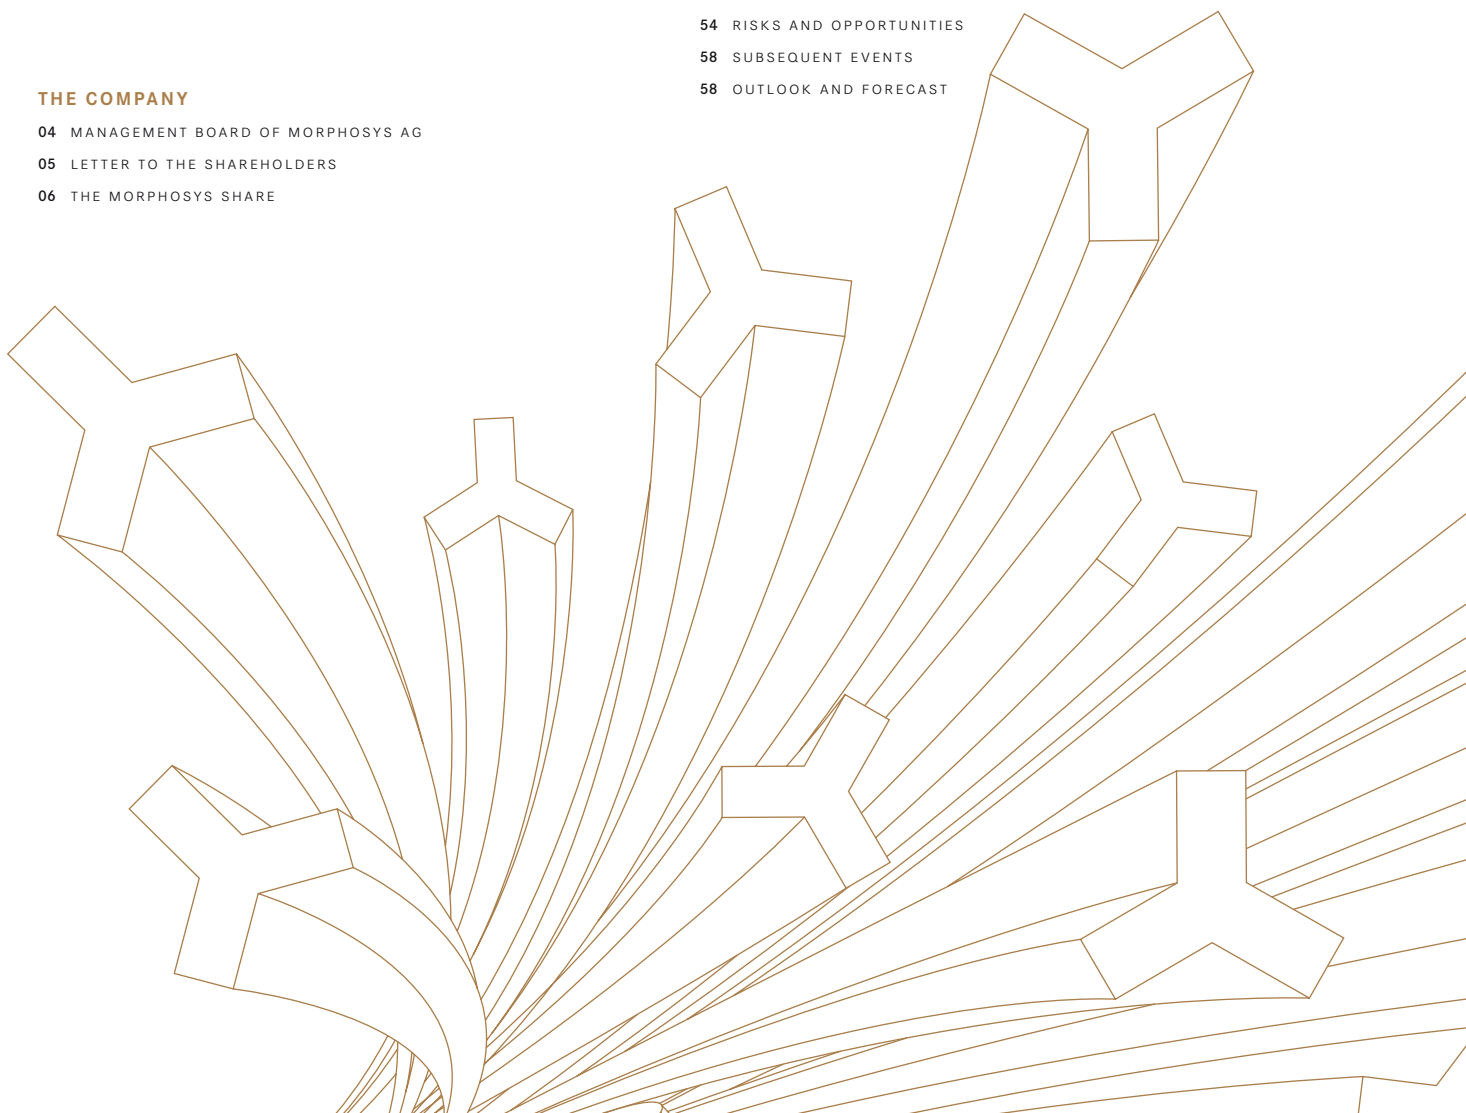 THE COMPANY
04 MANAGEMENT BOARD OF MORPHOSYS AG
05 LETTER TO THE SHAREHOLDERS
06 THE MORPHOSYS SHARE
54 RISKS AND OPPORTUNITIES
58 SUBSEQUENT EVENTS
58 OUTLOOK AND FORECAST